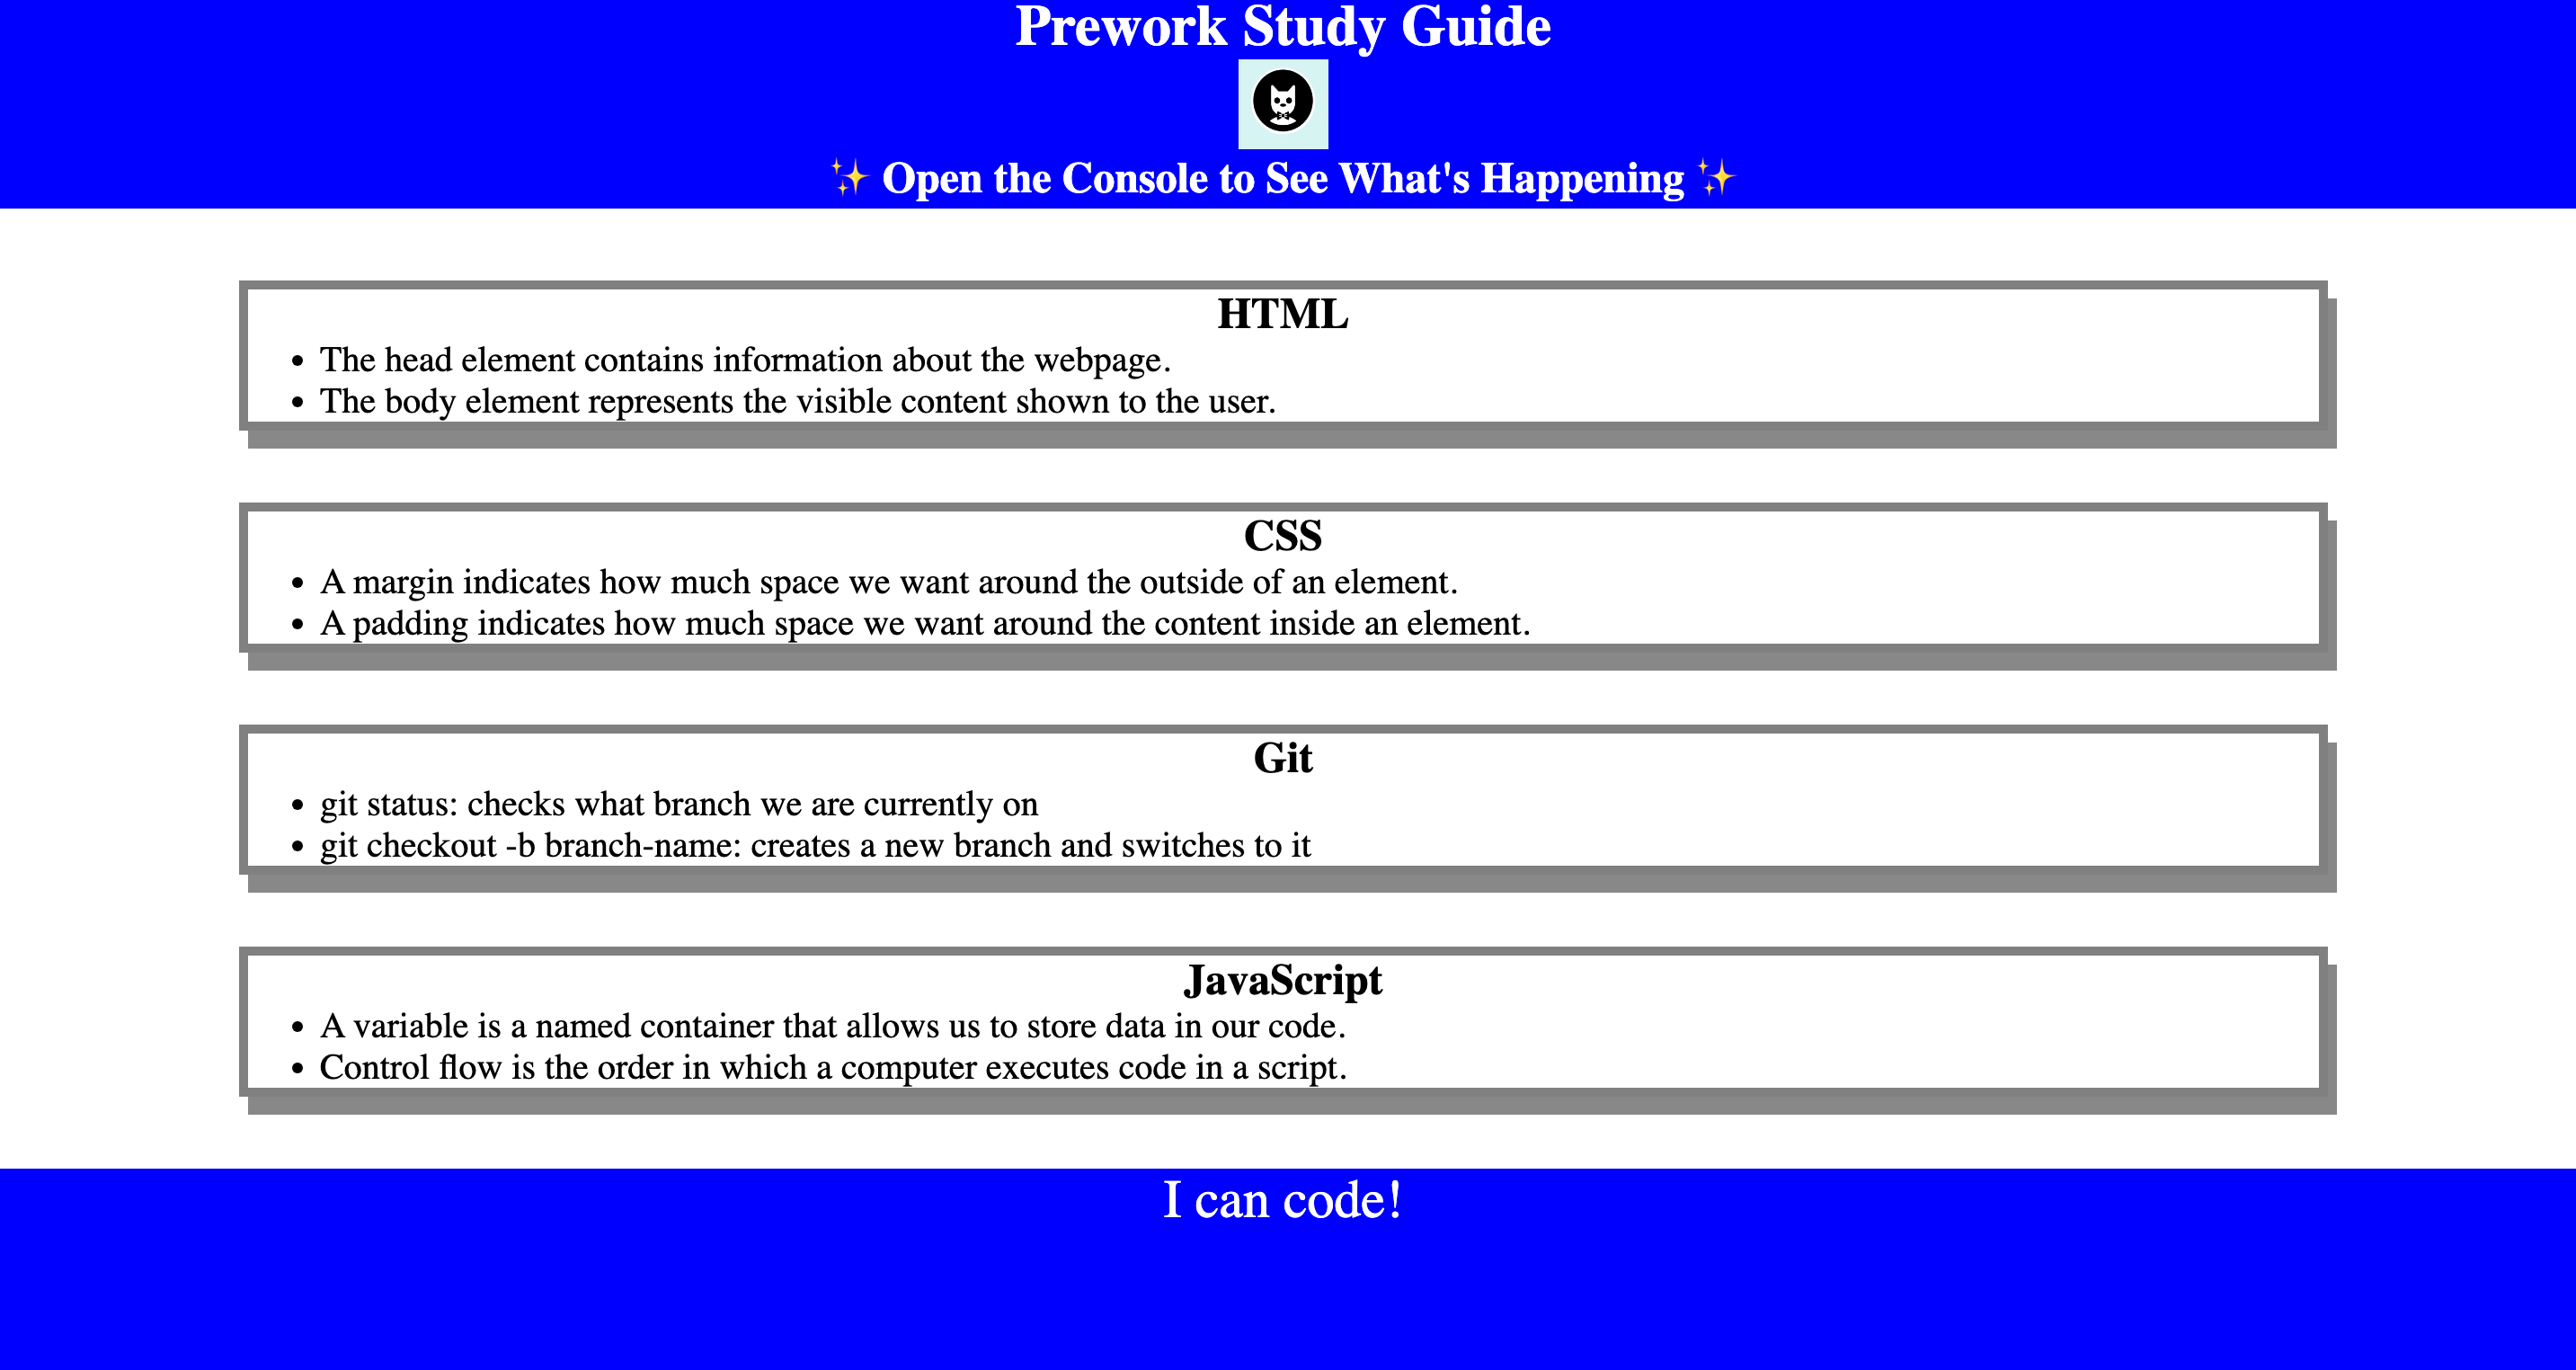 Prework Study Guide
✨ Open the Console to See What's Happening ✨
HTML
• The head element contains information about the webpage.
• The body element represents the visible content shown to the user.
CSS
• A margin indicates how much space we want around the outside of an element.
• A padding indicates how much space we want around the content inside an element.
Git
• git status: checks what branch we are currently on
• git checkout -b branch-name: creates a new branch and switches to it
JavaScript
• A variable is a named container that allows us to store data in our code.
• Control flow is the order in which a computer executes code in a script.
I can code!